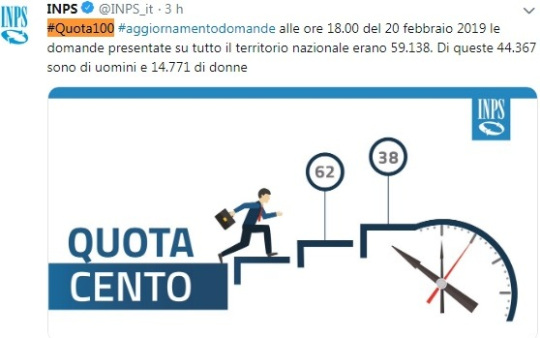 INPS
INPS @INPS_it · 3 h
#Quota100 #aggiornamentodomande alle ore 18.00 del 20 febbraio 2019 le
domande presentate su tutto il territorio nazionale erano 59.138. Di queste 44.367
sono di uomini e 14.771 di donne
INPS
62
38
QUOTA
CENTO